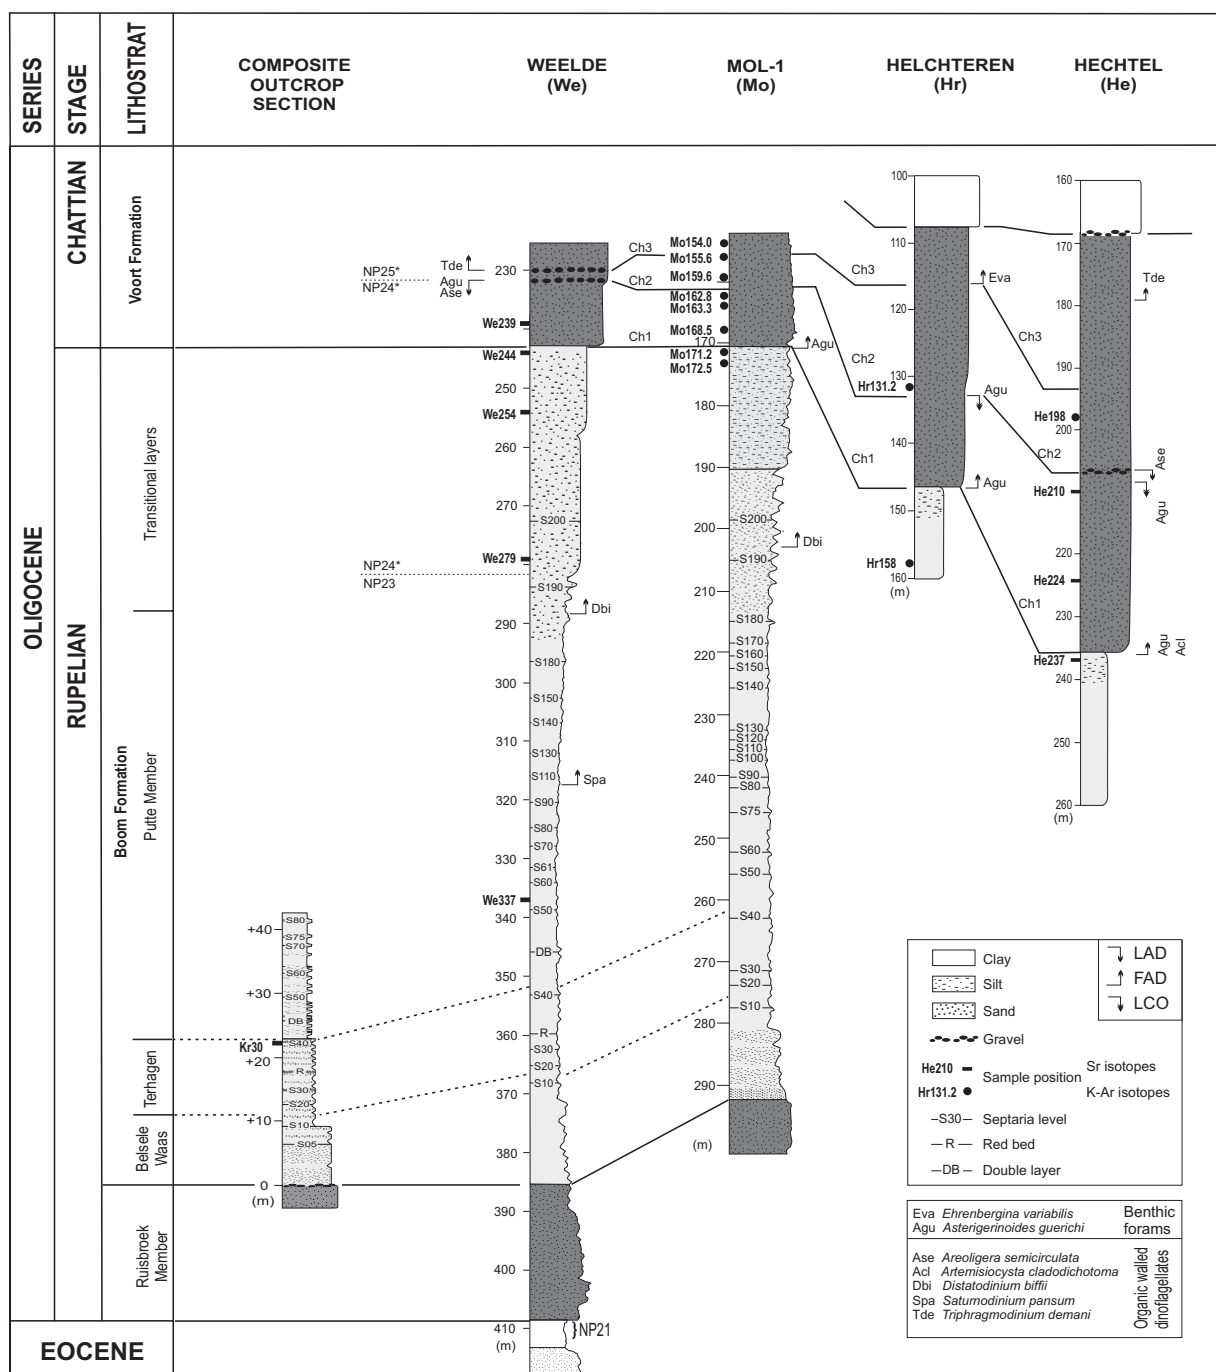 SERIES
STAGE
LITHOSTRAT
COMPOSITE
OUTCROP
SECTION
WEELDE
(We)
MOL-1
(Mo)
HELCHTEREN
(Hr)
HECHTEL
(He)
OLIGOCENE
EOCENE
CHATTIAN
RUPELIAN
Voort Formation
Boom Formation
Transitional layers
Putte Member
Terhagen
Belsele
Waas
Ruisbroek
Member
+40
+30
+20
+10
0
(m)
S80
S75
S70
S60
S50
DB
S40
R
S30
S20
S10
S05
Kr30
NP25*
NP24*
NP24*
NP23
Tde
Agu
Ase
230
250
260
270
290
300
310
320
330
340
350
360
370
380
390
400
410
(m)
We239
We244
We254
We279
We337
S200
S190
S180
S150
S140
S130
S110
S90
S80
S70
S61
S60
S50
DB
S40
R
S30
S20
S10
Dbi
Spa
NP21
Ch3
Ch2
Ch1
Mo154.0
Mo155.6
Mo159.6
Mo162.8
Mo163.3
Mo168.5
170
Mo171.2
Mo172.5
180
190
200
210
220
230
240
250
260
270
280
290
(m)
S200
S190
S180
S170
S160
S150
S140
S130
S120
S110
S100
S90
S80
S75
S60
S50
S40
S30
S20
S10
Agu
Dbi
Ch3
Ch2
Ch1
100
110
120
130
140
150
160
(m)
Hr131.2
Hr158
Eva
Agu
Agu
Ch3
Ch2
Ch1
160
170
180
190
200
220
230
240
250
260
(m)
He198
He210
He224
He237
Tde
Ase
Agu
Agu
Acl
Clay
Silt
Sand
Gravel
LAD
FAD
LCO
He210
Hr131.2
Sample position
Sr isotopes
K-Ar isotopes
S30 Septaria level
R Red bed
DB Double layer
Eva Ehrenbergina variabilis
Agu Asterigerinoides guerichi
Benthic
forams
Ase Areoligera semicirculata
Acl Artemisiocysta cladodichotoma
Dbi Distatodinium biffii
Spa Saturnodinium pansum
Tde Triphragmodinium demani
Organic walled
dinoflagellates